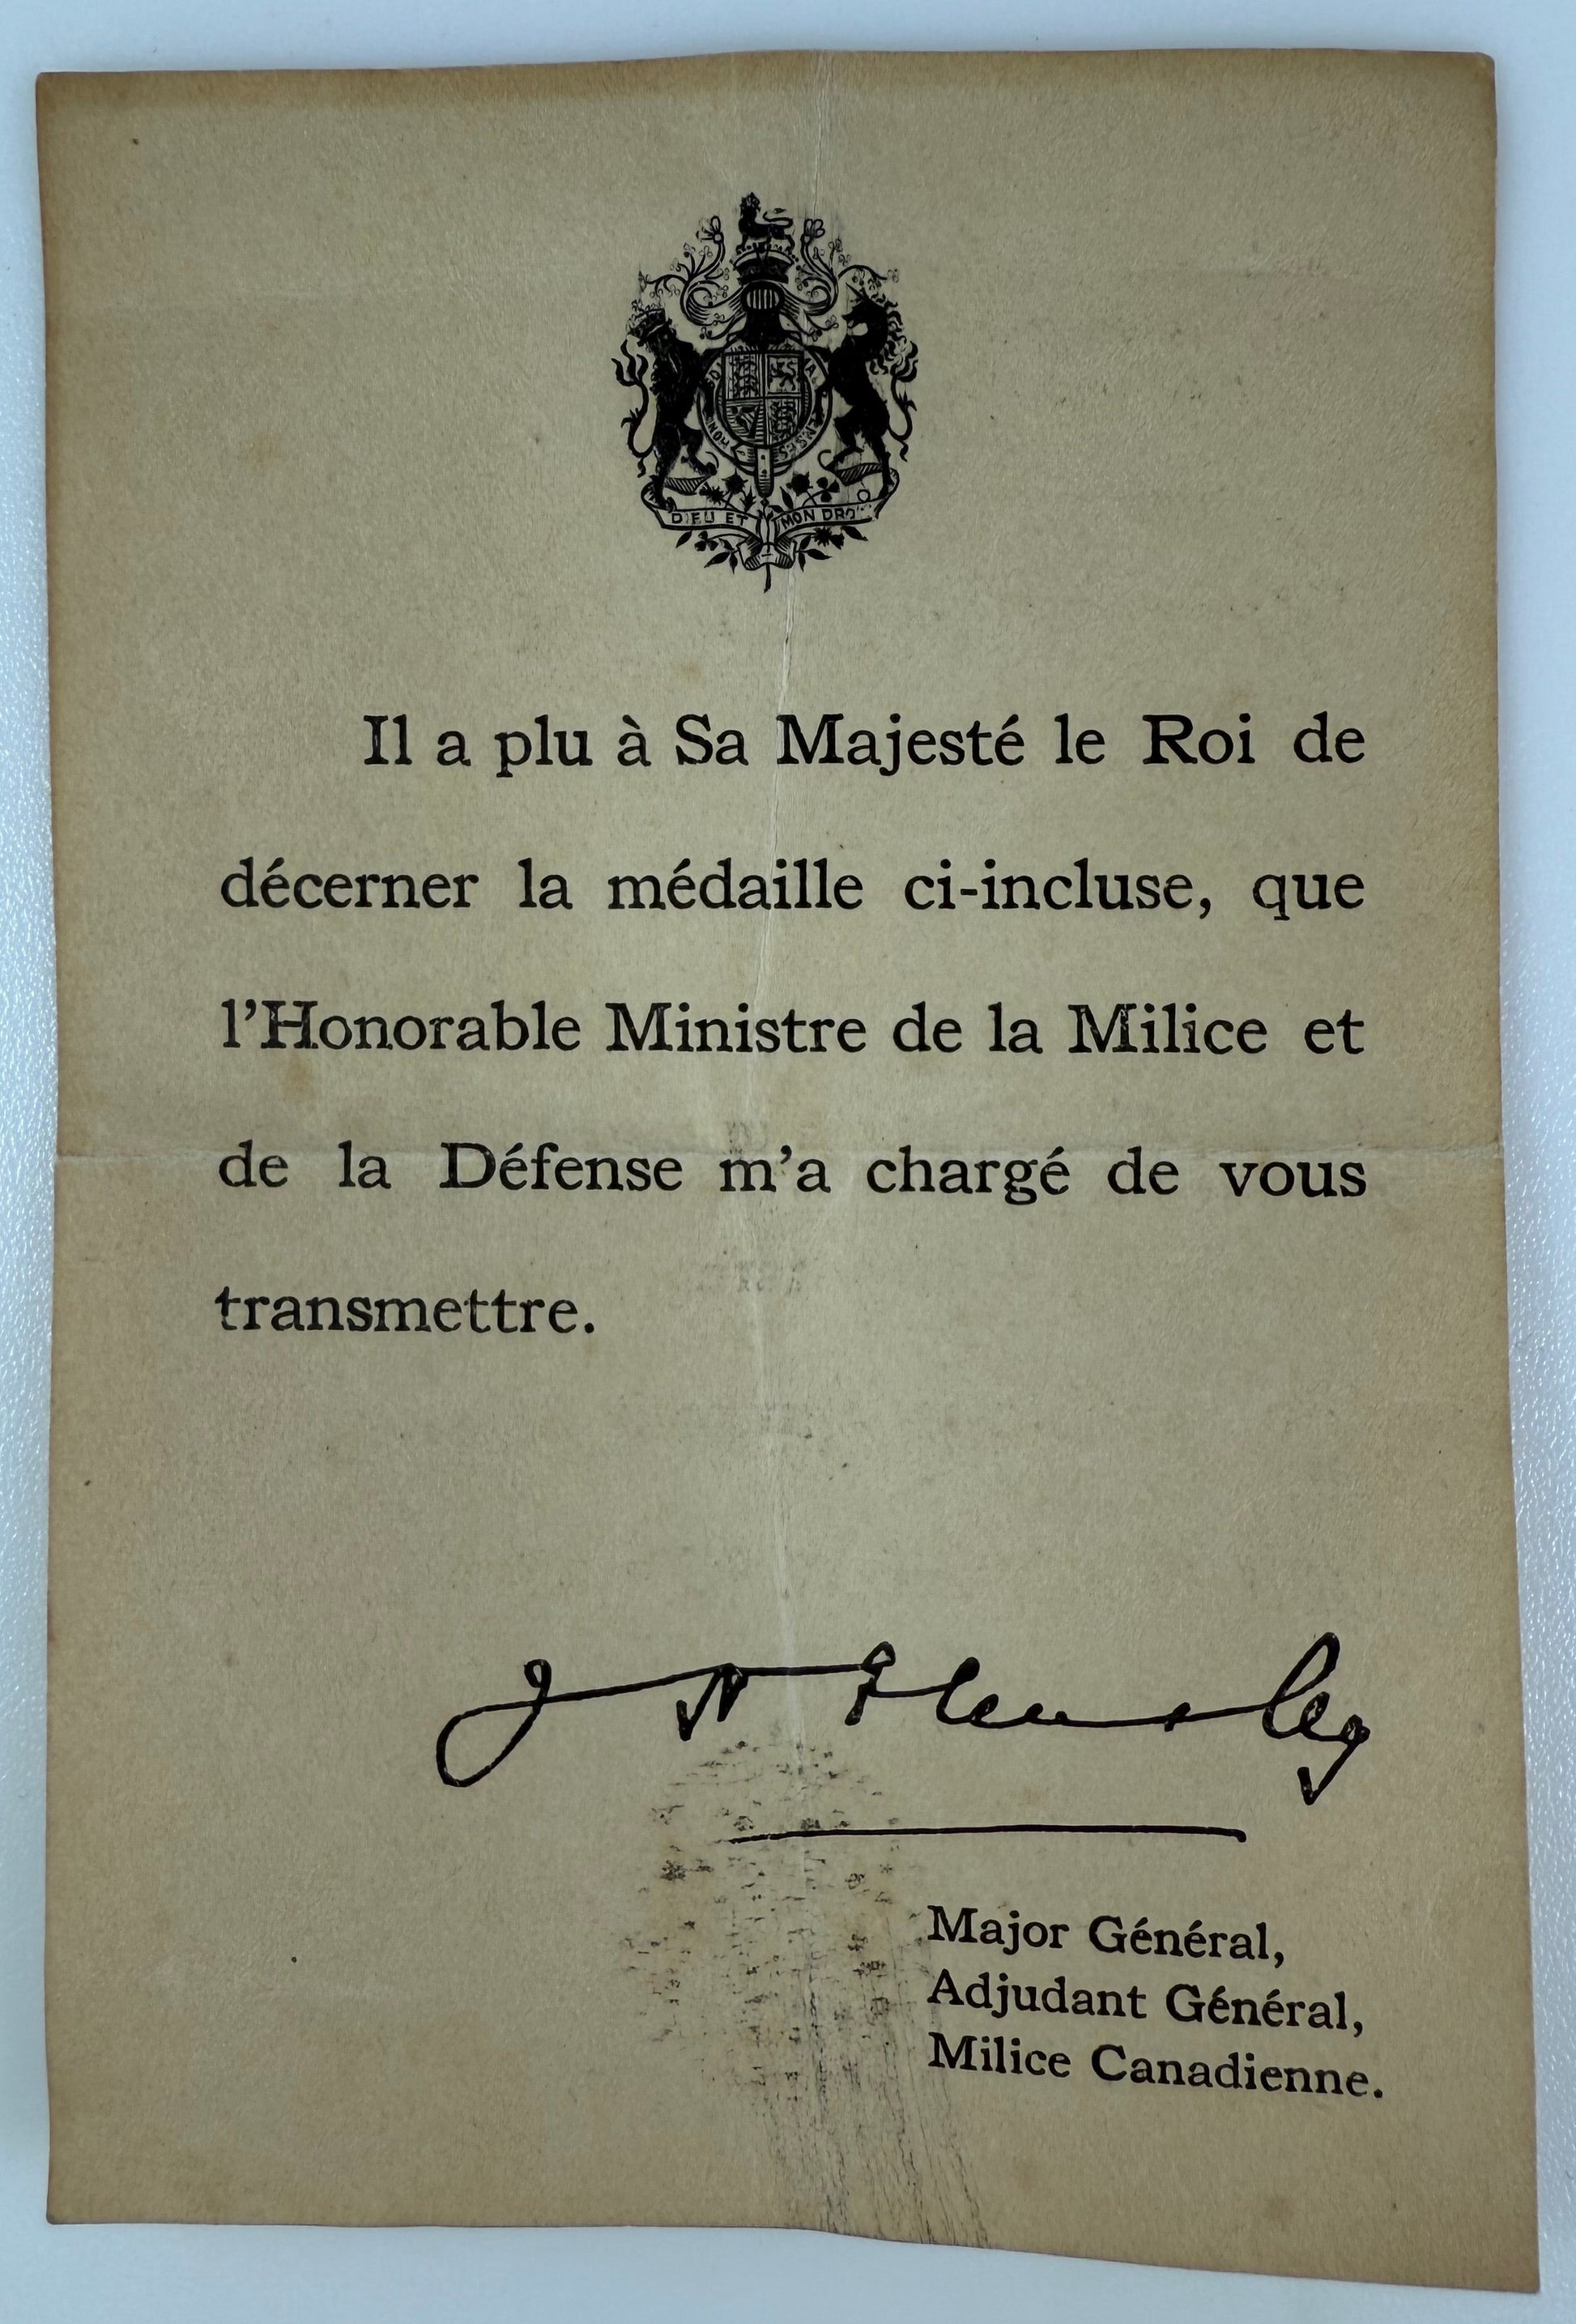 DIEU ET MON DROIT
Il a plu à Sa Majesté le Roi de
décerner la médaille ci-incluse, que
l'Honorable Ministre de la Milice et
de la Défense m'a chargé de vous
transmettre.
Major Général,
Adjudant Général,
Milice Canadienne.